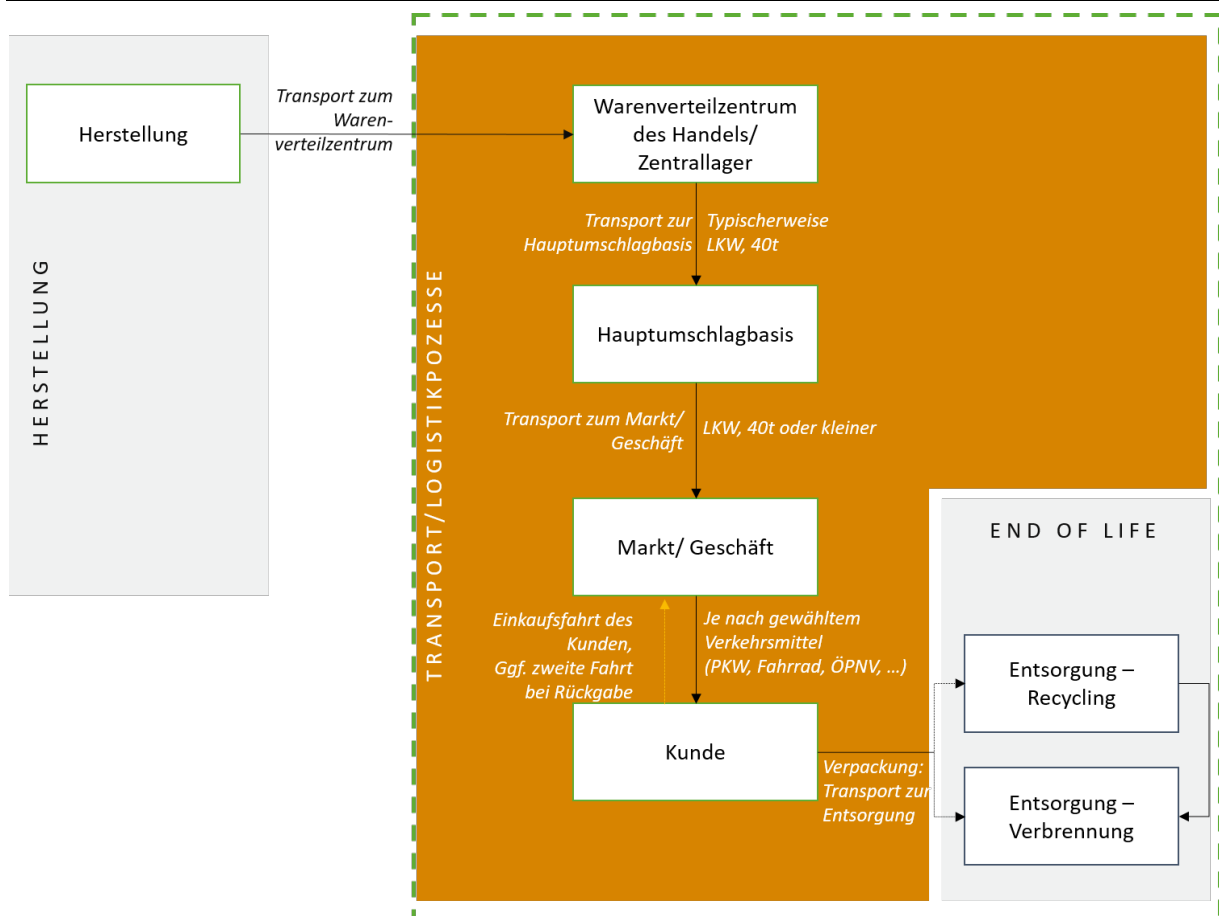 Herstellung
HERSTELLUNG
Transport zum
Waren-
verteilzentrum
TRANSPORT/LOGISTIKPOZESSE
Warenverteilzentrum
des Handels/
Zentrallager
Transport zur
Hauptumschlagbasis
Typischerweise
LKW, 40t
Hauptumschlagbasis
Transport zum Markt/
Geschäft
LKW, 40t oder kleiner
Markt/ Geschäft
Einkaufsfahrt des
Kunden,
Ggf. zweite Fahrt
bei Rückgabe
Je nach gewähltem
Verkehrsmittel
(PKW, Fahrrad, ÖPNV, ...)
Kunde
Verpackung:
Transport zur
Entsorgung
END OF LIFE
Entsorgung –
Recycling
Entsorgung –
Verbrennung